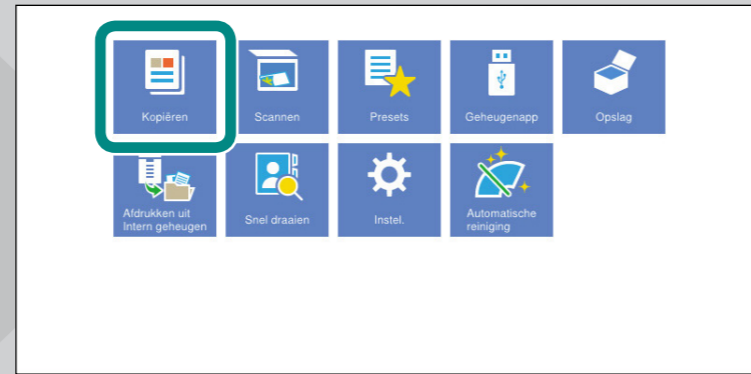 Kopiëren
Scannen
Presets
Geheugenapp
Opslag
Afdrukken uit
Intern geheugen
Snel draaien
Instel.
Automatische
reiniging